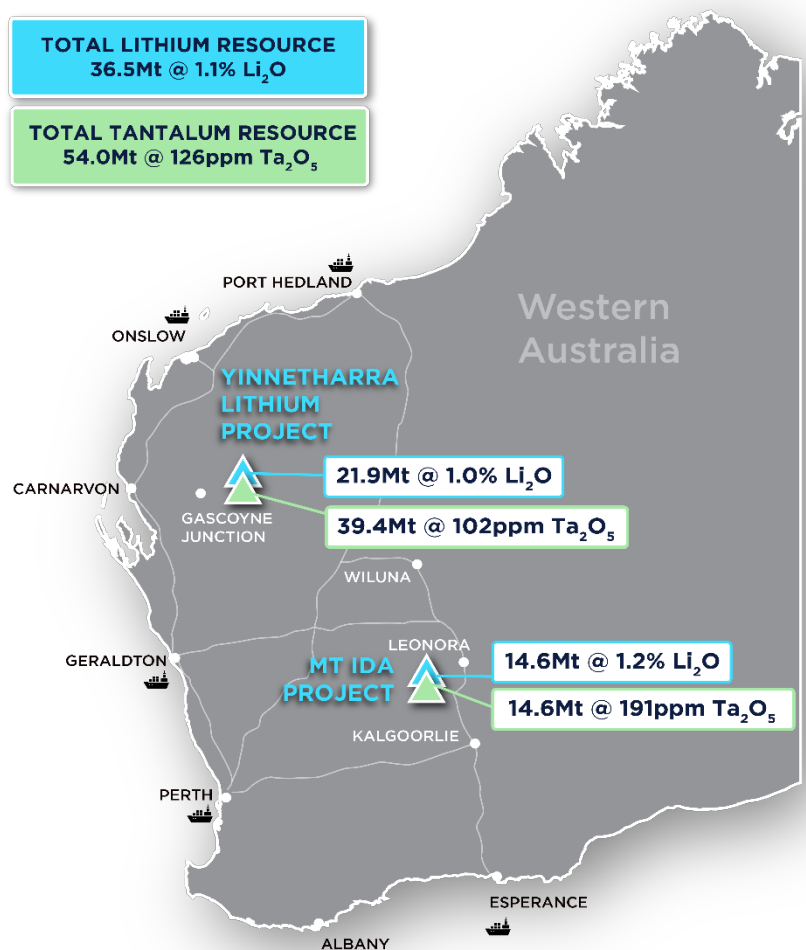 TOTAL LITHIUM RESOURCE
36.5Mt @ 1.1% Li₂O
TOTAL TANTALUM RESOURCE
54.0Mt @ 126ppm Ta₂O₅
PORT HEDLAND
Western
Australia
ONSLOW
YINNETHARRA
LITHIUM
PROJECT
21.9Mt @ 1.0% Li₂O
CARNARVON
39.4Mt @ 102ppm Ta₂O₅
GASCOYNE
JUNCTION
WILUNA
LEONORA
GERALDTON
14.6Mt @ 1.2% Li₂O
MT IDA
PROJECT
14.6Mt @ 191ppm Ta₂O₅
KALGOORLIE
PERTH
ESPERANCE
ALBANY